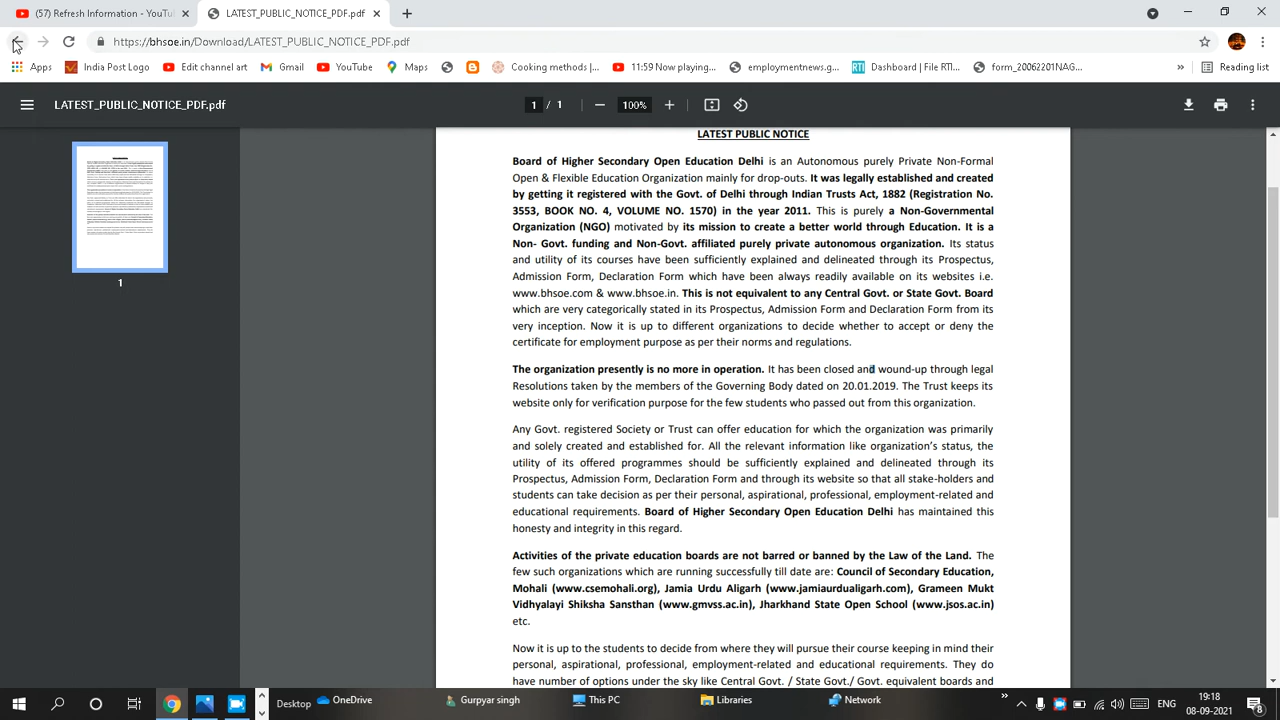 (57) Refresh Information - YouTu
LATEST_PUBLIC_NOTICE_PDF.pdf
https://bhsoe.in/Download/LATEST_PUBLIC_NOTICE_PDF.pdf
Apps India Post Logo Edit channel art Gmail YouTube Maps Cooking methods /... 11:59 Now playing... employmentnews.g... RTI Dashboard | File RTI... form_20062201NAG... » Reading list
LATEST_PUBLIC_NOTICE_PDF.pdf 1 / 1 100%
1
LATEST PUBLIC NOTICE
Board of Higher Secondary Open Education Delhi is an Autonomous purely Private Non-Formal
Open & Flexible Education Organization mainly for drop-outs. It was legally established and created
by getting it registered with the Govt. of Delhi through Indian Trusts Act, 1882 (Registration No.
3553, BOOK NO. 4, VOLUME NO. 1570) in the year 2011. This is purely a Non-Governmental
Organization (NGO) motivated by its mission to create a better world through Education. It is a
Non- Govt. funding and Non-Govt. affiliated purely private autonomous organization. Its status
and utility of its courses have been sufficiently explained and delineated through its Prospectus,
Admission Form, Declaration Form which have been always readily available on its websites i.e.
www.bhsoe.com & www.bhsoe.in. This is not equivalent to any Central Govt. or State Govt. Board
which are very categorically stated in its Prospectus, Admission Form and Declaration Form from its
very inception. Now it is up to different organizations to decide whether to accept or deny the
certificate for employment purpose as per their norms and regulations.
The organization presently is no more in operation. It has been closed and wound-up through legal
Resolutions taken by the members of the Governing Body dated on 20.01.2019. The Trust keeps its
website only for verification purpose for the few students who passed out from this organization.
Any Govt. registered Society or Trust can offer education for which the organization was primarily
and solely created and established for. All the relevant information like organization's status, the
utility of its offered programmes should be sufficiently explained and delineated through its
Prospectus, Admission Form, Declaration Form and through its website so that all stake-holders and
students can take decision as per their personal, aspirational, professional, employment-related and
educational requirements. Board of Higher Secondary Open Education Delhi has maintained this
honesty and integrity in this regard.
Activities of the private education boards are not barred or banned by the Law of the Land. The
few such organizations which are running successfully till date are: Council of Secondary Education,
Mohali (www.csemohali.org), Jamia Urdu Aligarh (www.jamiaurdualigarh.com), Grameen Mukt
Vidhyalayi Shiksha Sansthan (www.gmvss.ac.in), Jharkhand State Open School (www.jsos.ac.in)
etc.
Now it is up to the students to decide from where they will pursue their course keeping in mind their
personal, aspirational, professional, employment-related and educational requirements. They do
have number of options under the sky like Central Govt. / State Govt./ Govt. equivalent boards and
Desktop OneDrive Gurpyar singh This PC Libraries Network » ENG 19:18
08-09-2021 8